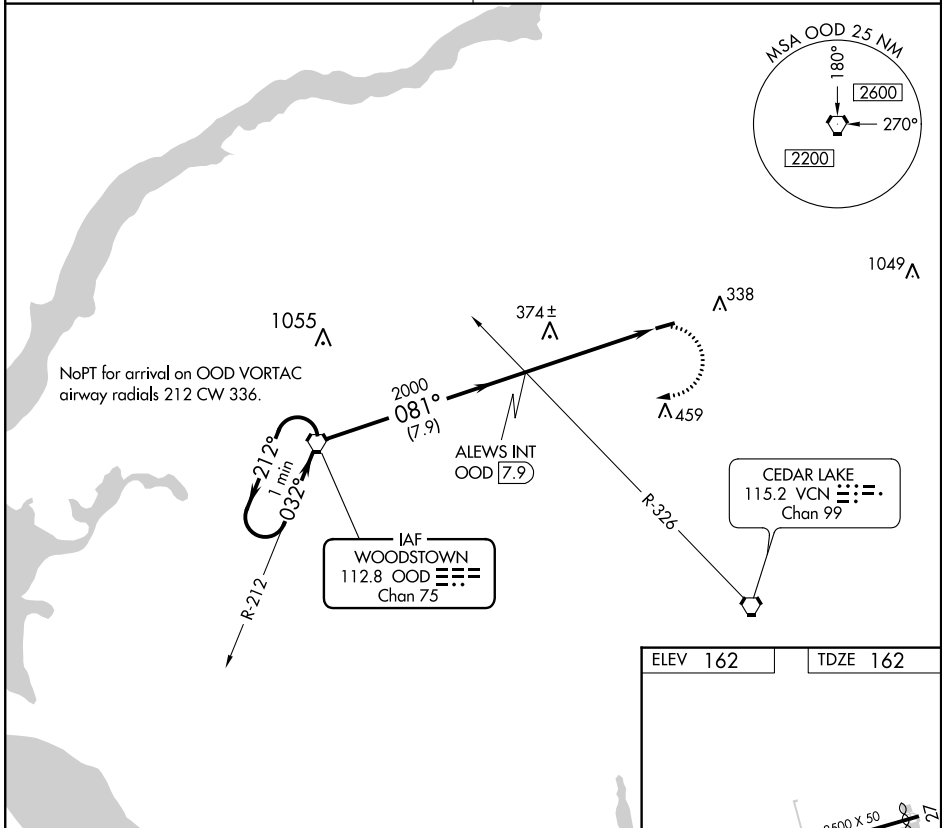 MSA OOD 25 NM
180°
2600
270°
2200
1049
338
374±
1055
NoPT for arrival on OOD VORTAC
airway radials 212 CW 336.
2000
081°
(7.9)
459
212°
1 min
032°
ALEWS INT
OOD 7.9
CEDAR LAKE
115.2 VCN
Chan 99
R-326
IAF
WOODSTOWN
112.8 OOD
Chan 75
R-212
ELEV 162
TDZE 162
X 50
27